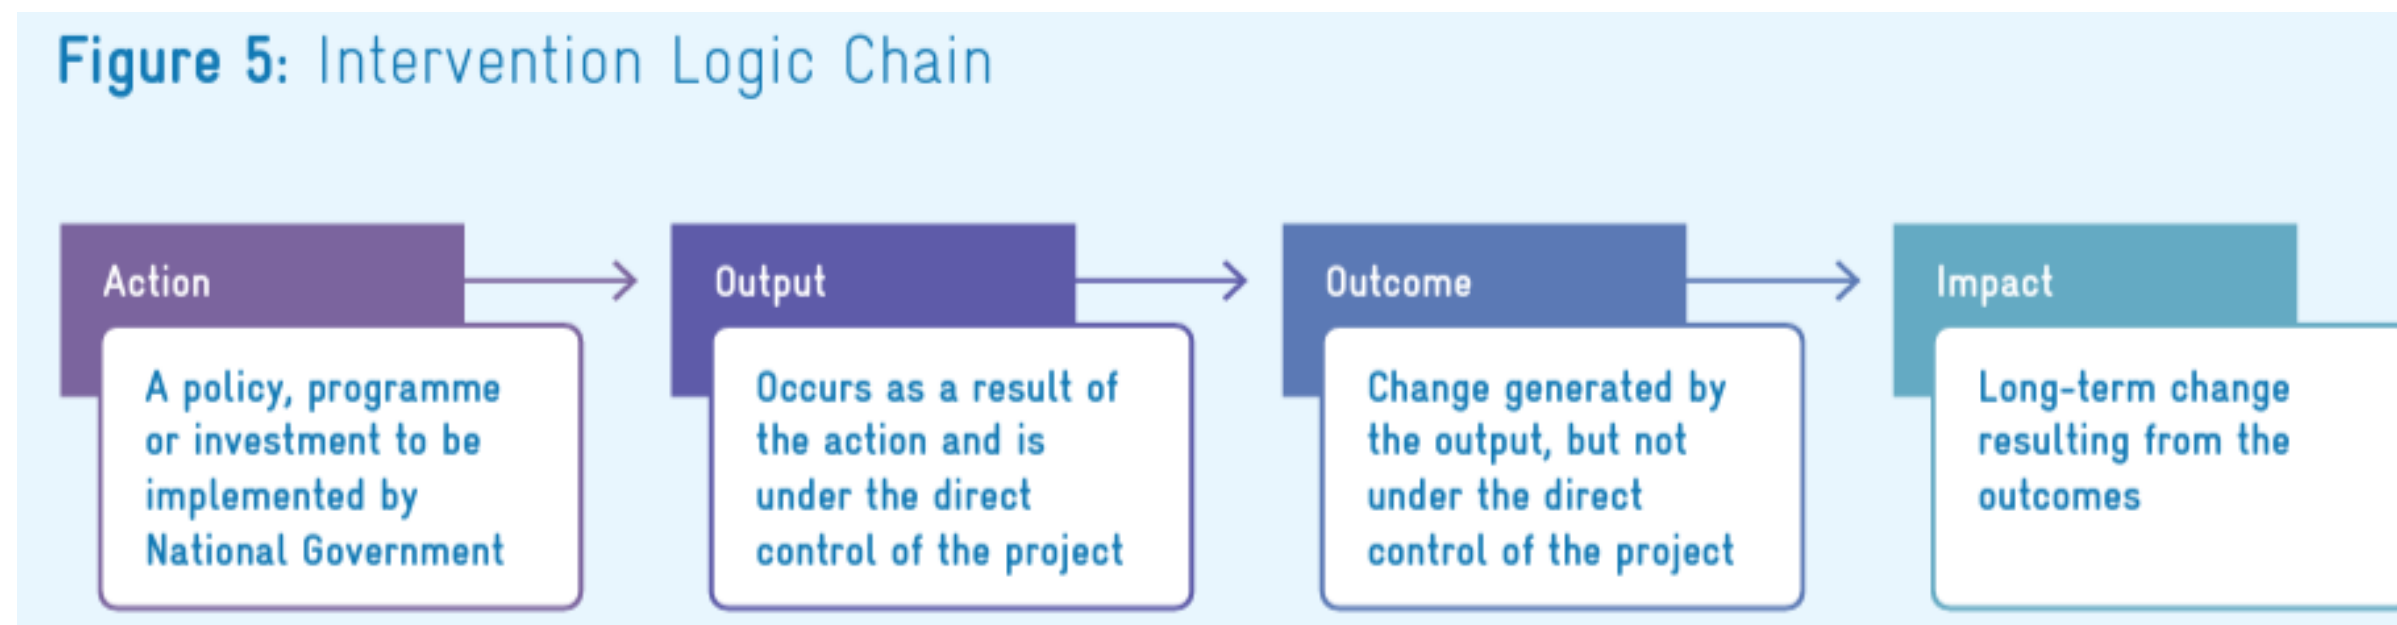 Figure 5: Intervention Logic Chain
Action
A policy, programme
or investment to be
implemented by
National Government
Output
Occurs as a result of
the action and is
under the direct
control of the project
Outcome
Change generated by
the output, but not
under the direct
control of the project
Impact
Long-term change
resulting from the
outcomes